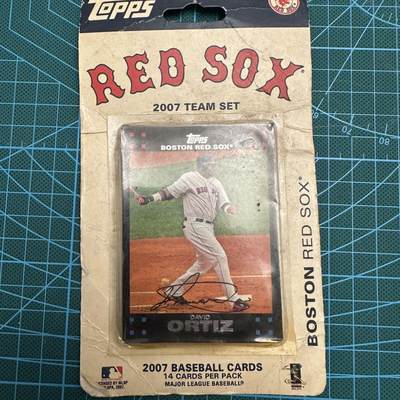 TOPPS
RED SOX
2007 TEAM SET
Topps
BOSTON RED SOX
DAVID
ORTIZ
BOSTON RED SOX
2007 BASEBALL CARDS
14 CARDS PER PACK
MAJOR LEAGUE BASEBALL